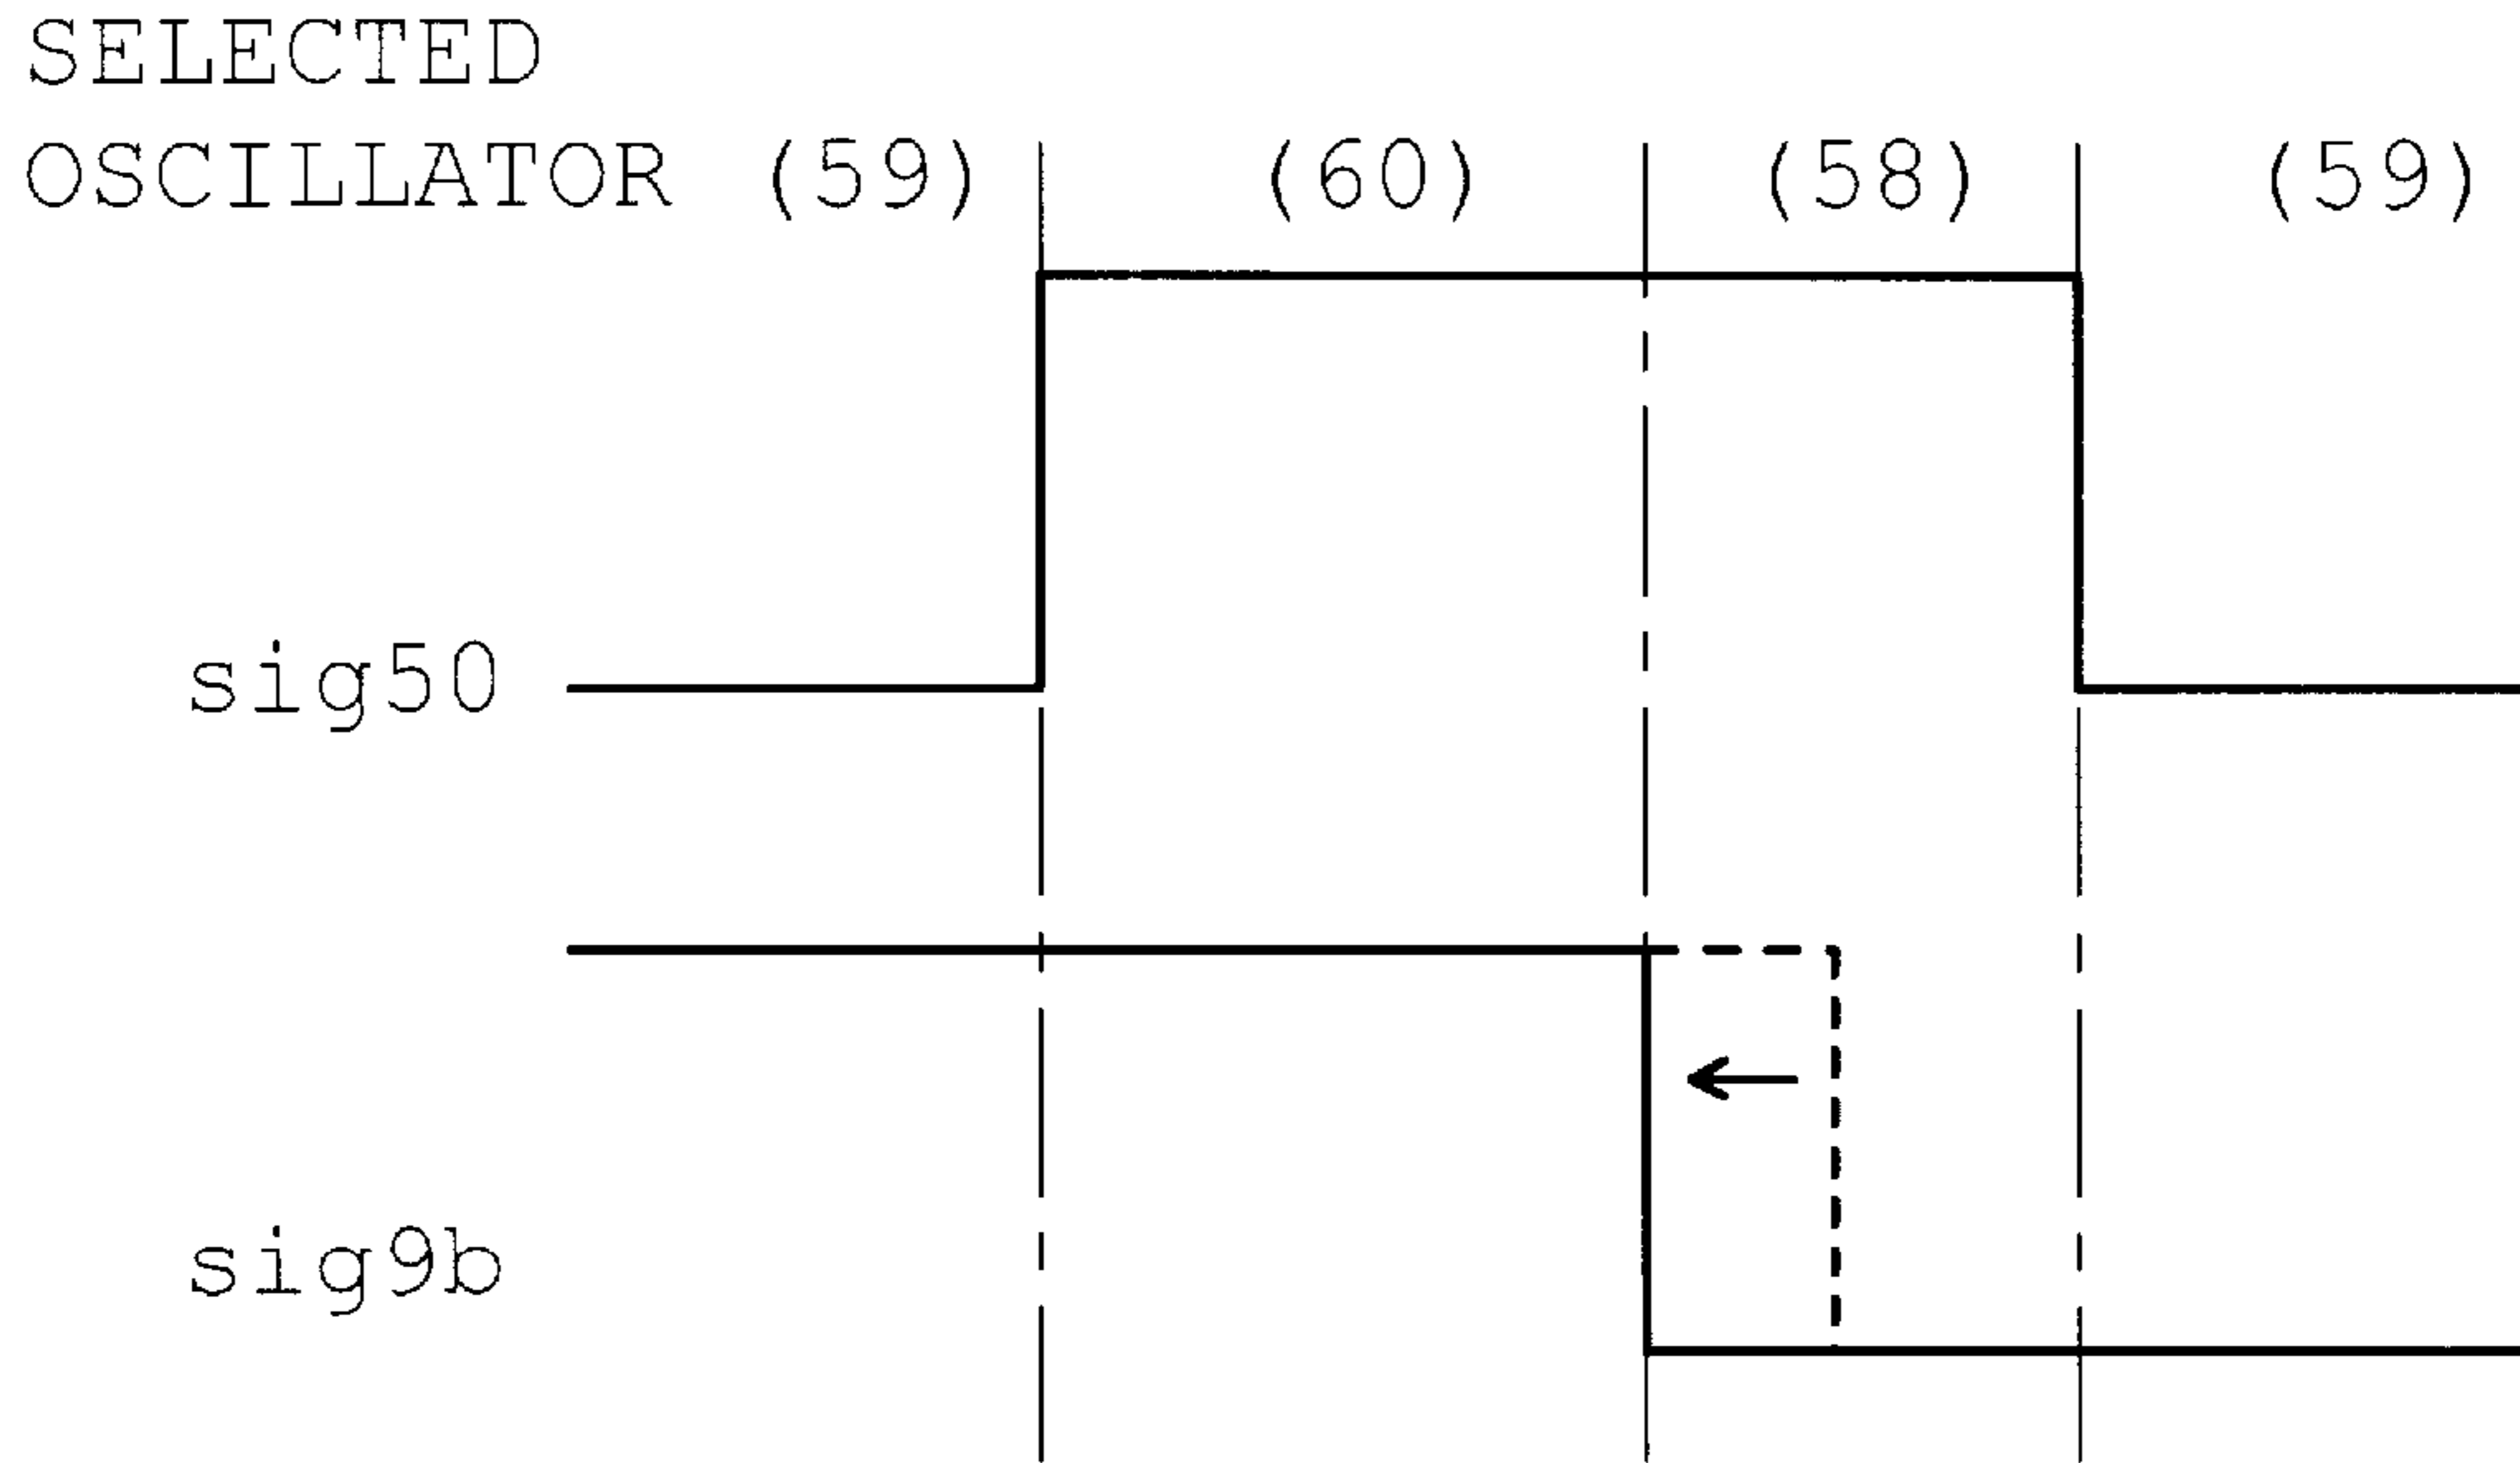 SELECTED
OSCILLATOR (59) (60) (58) (59)
sig50
sig9b